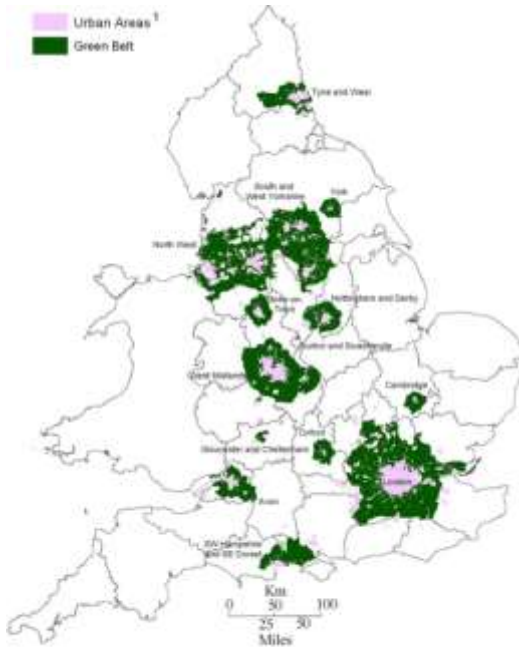 Urban Areas 1
Green Belt
Tyne and Wear
South and
West Yorkshire
York
North West
Stoke-on-
Trent
Nottingham and Derby
Burton and Swadlincote
West Midlands
Cambridge
Oxford
Gloucester and Cheltenham
London
Avon
SW Hampshire
and SE Dorset
Km
0 50 100
25 50
Miles